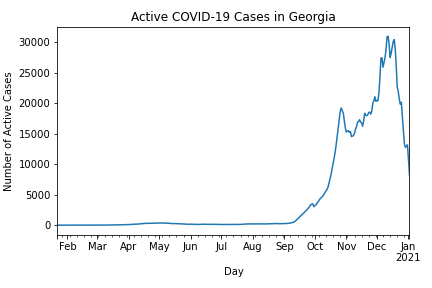 Active COVID-19 Cases in Georgia
Number of Active Cases
30000
25000
20000
15000
10000
5000
0
Feb Mar Apr May Jun Jul Aug Sep Oct Nov Dec Jan
2021
Day